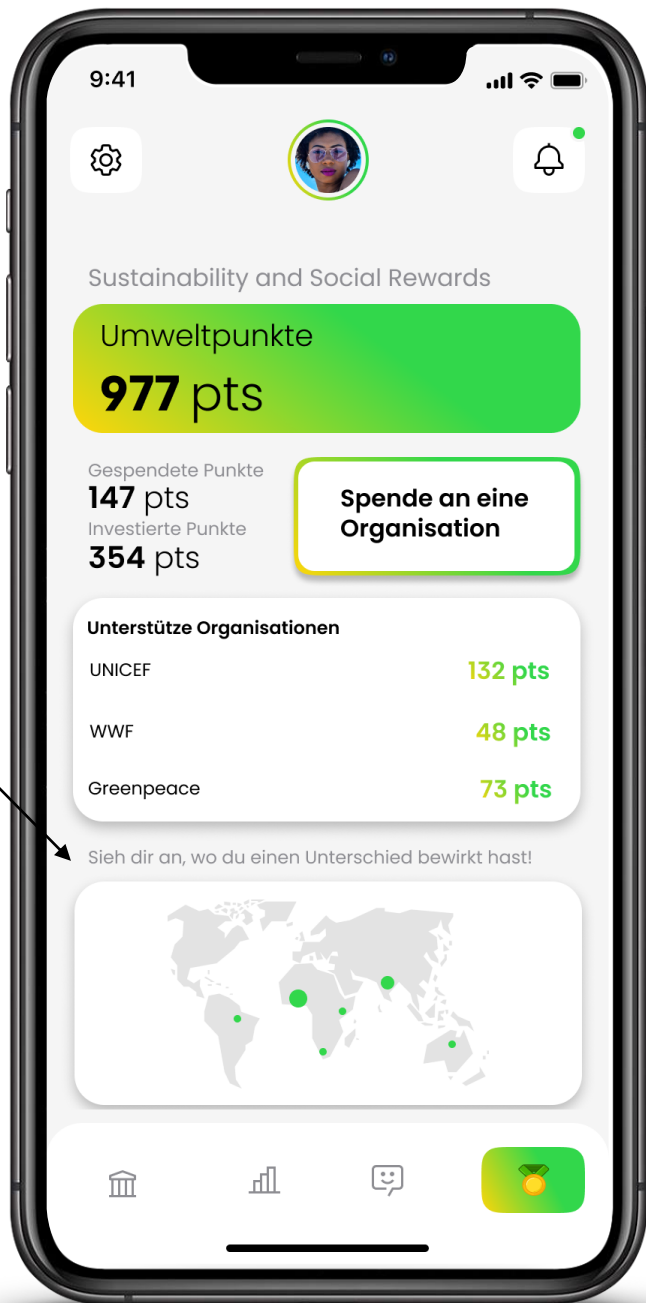 9:41
Sustainability and Social Rewards
Umweltpunkte
977 pts
Gespendete Punkte
147 pts
Investierte Punkte
354 pts
Spende an eine
Organisation
Unterstütze Organisationen
UNICEF 132 pts
WWF 48 pts
Greenpeace 73 pts
Sieh dir an, wo du einen Unterschied bewirkt hast!